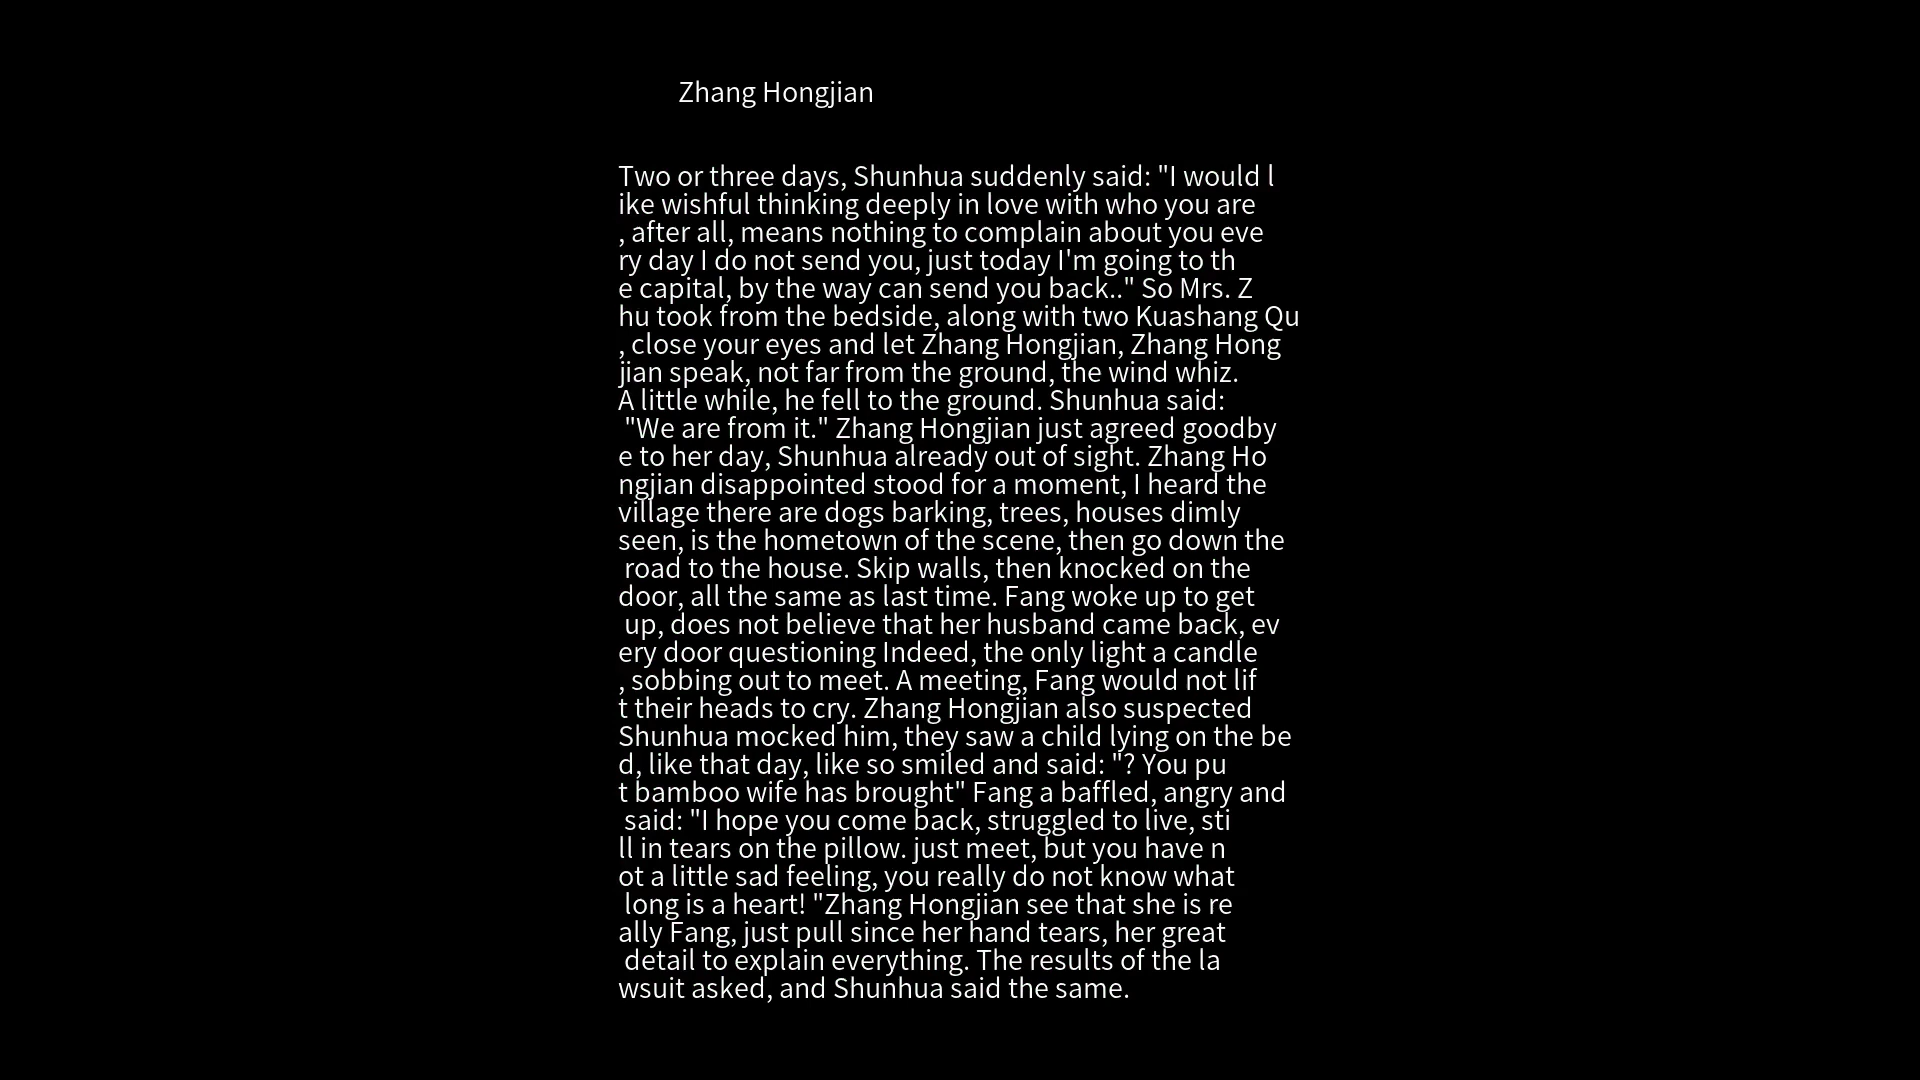 Zhang Hongjian
Two or three days, Shunhua suddenly said: "I would l
ike wishful thinking deeply in love with who you are
, after all, means nothing to complain about you eve
ry day I do not send you, just today I'm going to th
e capital, by the way can send you back.." So Mrs. Z
hu took from the bedside, along with two Kuashang Qu
, close your eyes and let Zhang Hongjian, Zhang Hong
jian speak, not far from the ground, the wind whiz.
A little while, he fell to the ground. Shunhua said:
"We are from it." Zhang Hongjian just agreed goodby
e to her day, Shunhua already out of sight. Zhang Ho
ngjian disappointed stood for a moment, I heard the
village there are dogs barking, trees, houses dimly
seen, is the hometown of the scene, then go down the
road to the house. Skip walls, then knocked on the
door, all the same as last time. Fang woke up to get
up, does not believe that her husband came back, ev
ery door questioning Indeed, the only light a candle
, sobbing out to meet. A meeting, Fang would not lif
t their heads to cry. Zhang Hongjian also suspected
Shunhua mocked him, they saw a child lying on the be
d, like that day, like so smiled and said: "? You pu
t bamboo wife has brought" Fang a baffled, angry and
said: "I hope you come back, struggled to live, sti
ll in tears on the pillow. just meet, but you have n
ot a little sad feeling, you really do not know what
long is a heart! "Zhang Hongjian see that she is re
ally Fang, just pull since her hand tears, her great
detail to explain everything. The results of the la
wsuit asked, and Shunhua said the same.